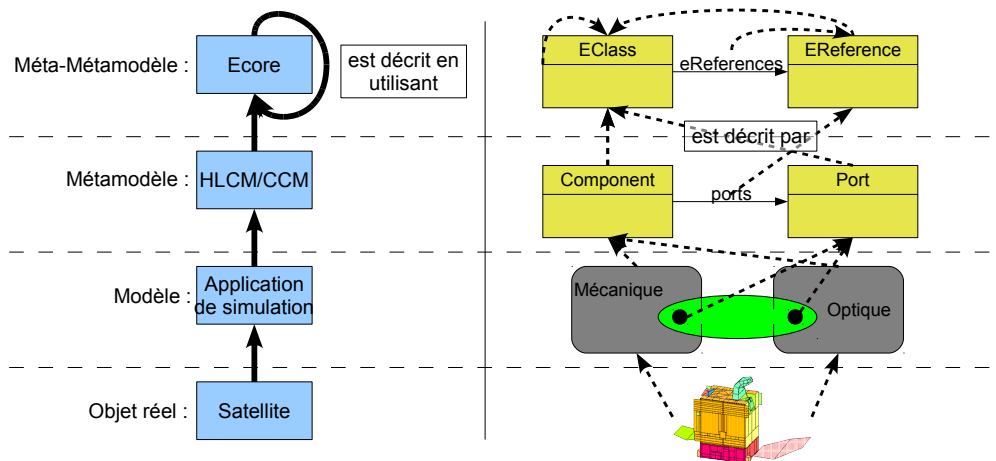 Méta-Métamodèle :
Ecore
est décrit en
utilisant
EClass
eReferences
EReference
est décrit par
Métamodèle :
HLCM/CCM
Component
ports
Port
Modèle :
Application
de simulation
Mécanique
Optique
Objet réel :
Satellite